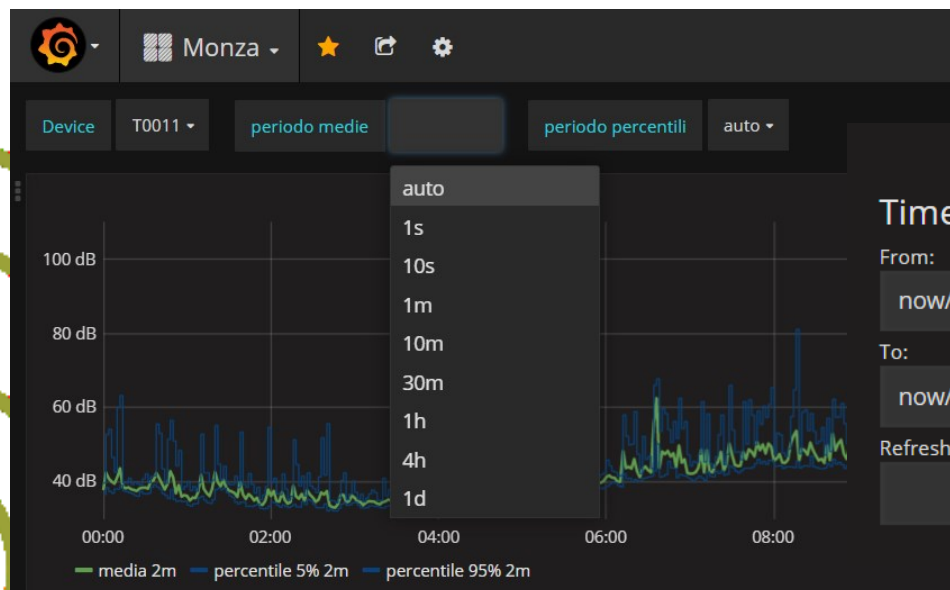 Monza
Device T0011 periodo medie periodo percentili auto
auto
1s
10s
1m
10m
30m
1h
4h
1d
100 dB
80 dB
60 dB
40 dB
00:00 02:00 04:00 06:00 08:00
media 2m percentile 5% 2m percentile 95% 2m
Time
From:
now/
To:
now/
Refresh